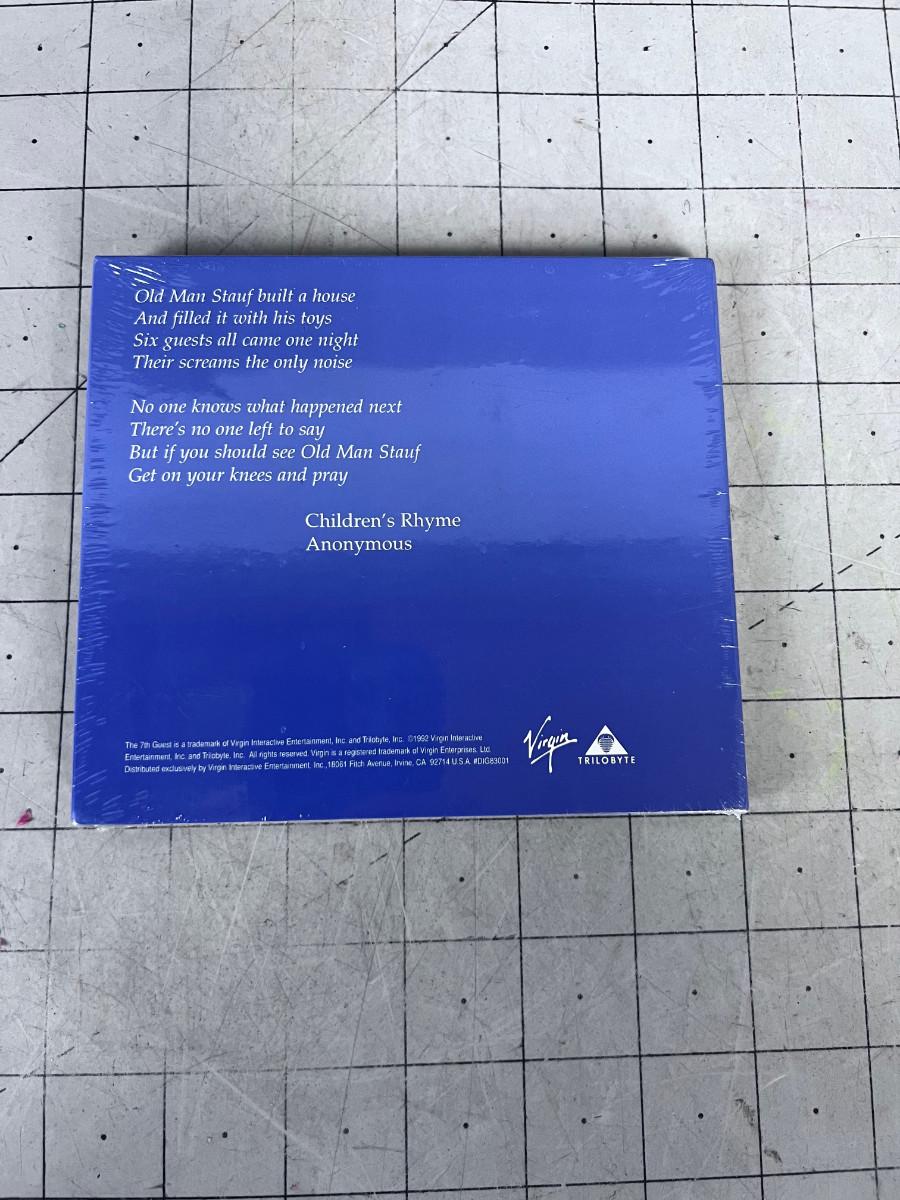 Old Man Stauf built a house
And filled it with his toys
Six guests all came one night
Their screams the only noise
No one knows what happened next
There's no one left to say
But if you should see Old Man Stauf
Get on your knees and pray
Children's Rhyme
Anonymous
The 7th Guest is a trademark of Virgin Interactive Entertainment, Inc. and Trilobyte, Inc. ©1992 Virgin Interactive
Entertainment, Inc. and Trilobyte, Inc. All rights reserved. Virgin is a registered trademark of Virgin Enterprises, Ltd.
Distributed exclusively by Virgin Interactive Entertainment, Inc.,18061 Fitch Avenue, Irvine, CA 92714 U.S.A. #DIG83001
Virgin
TRILOBYTE